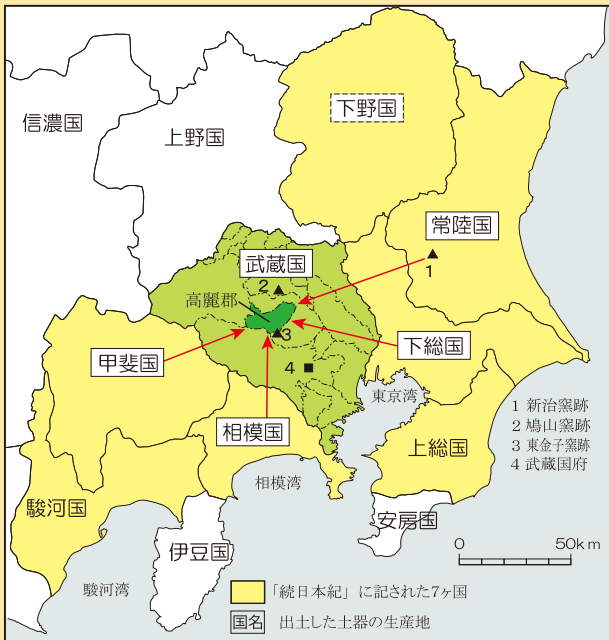 下野国
信濃国
上野国
常陸国
1
武蔵国
2
高麗郡
3
甲斐国
下総国
4
東京湾
相模国
1 新治窯跡
2 鳩山窯跡
3 東金子窯跡
4 武蔵国府
上総国
相模湾
駿河国
安房国
伊豆国
0 50km
駿河湾
「続日本紀」に記された7ヶ国
国名 出土した土器の生産地